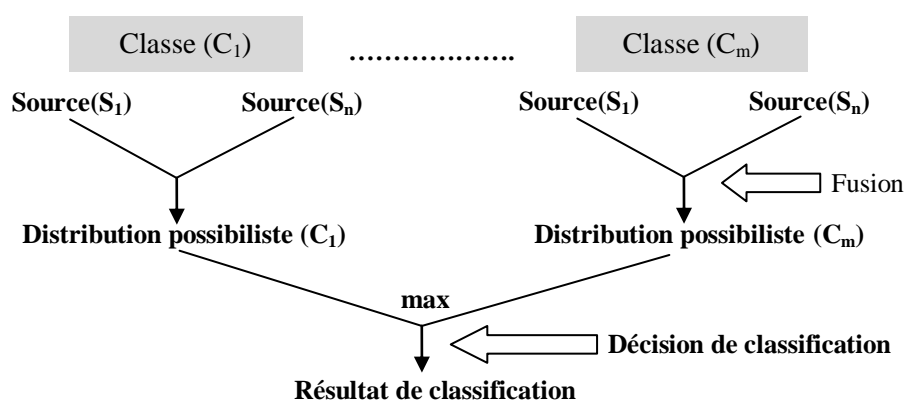 Classe (C1) ………………. Classe (Cm)
Source(S1) Source(Sn) Source(S1) Source(Sn)
Fusion
Distribution possibiliste (C1) Distribution possibiliste (Cm)
max
Décision de classification
Résultat de classification